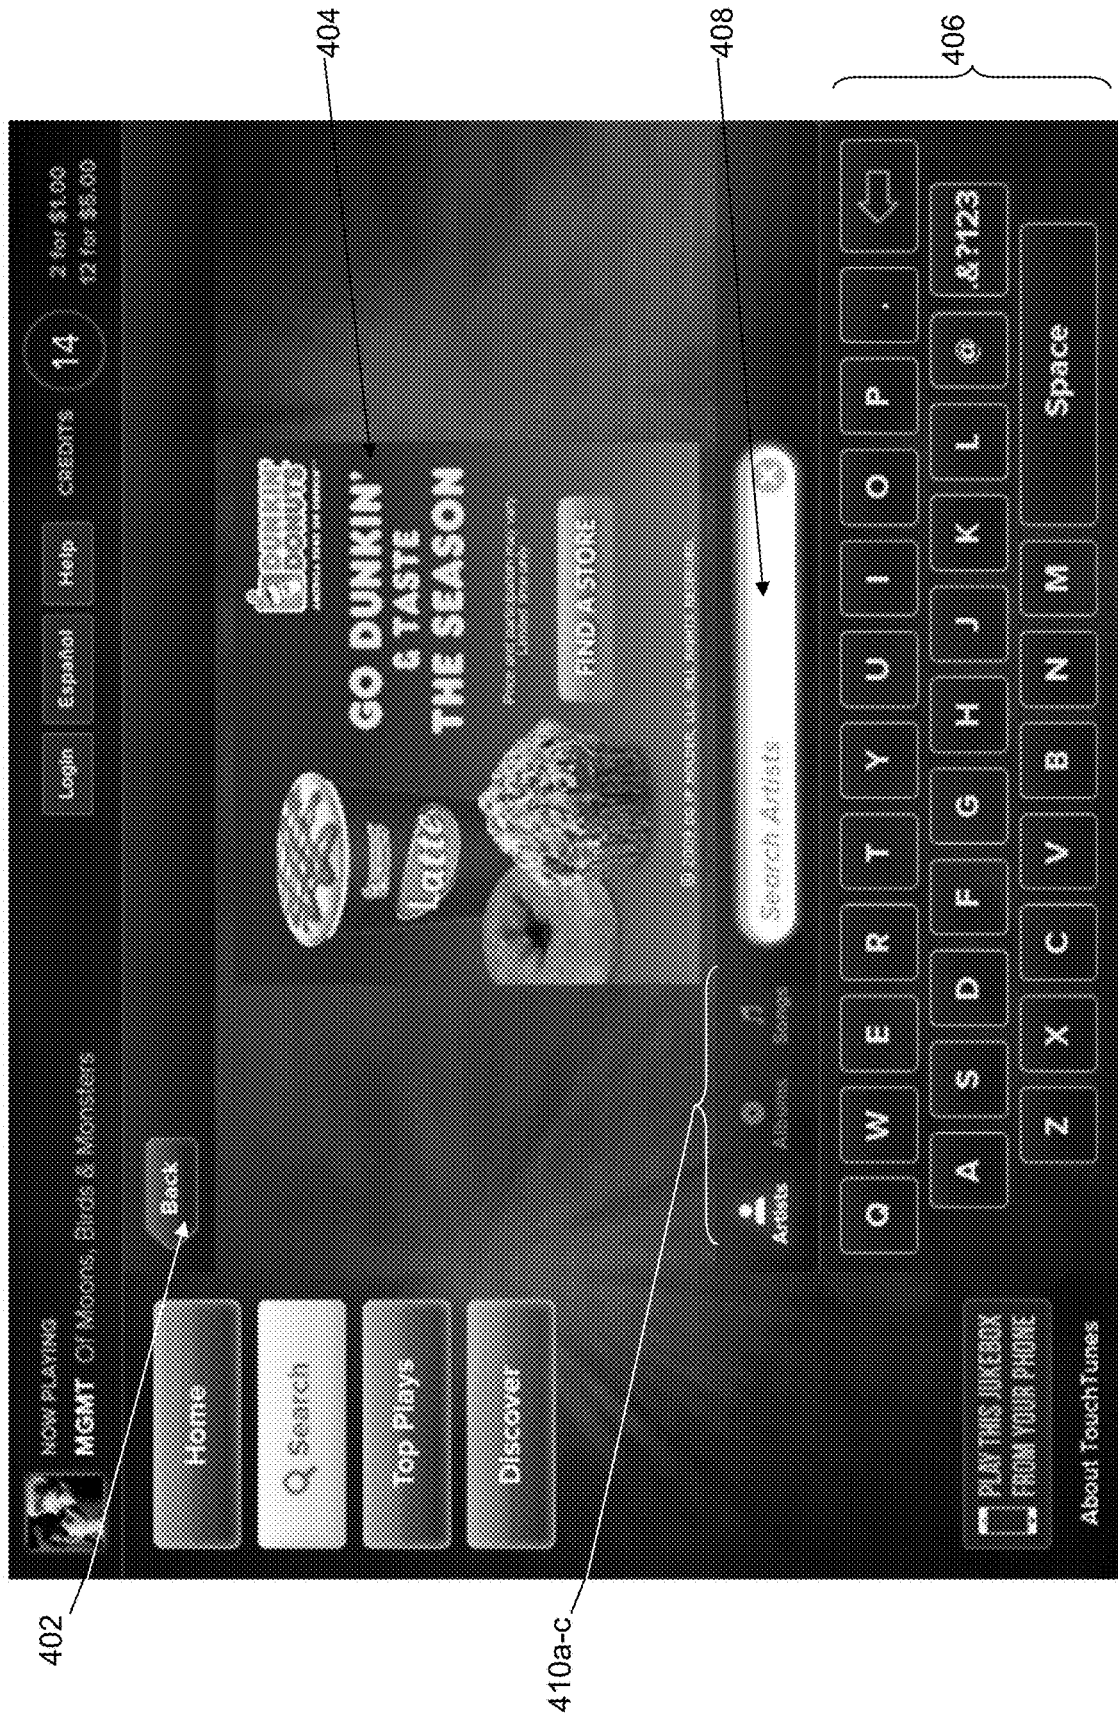 402
404
NOW PLAYING
MGMT Of Moons, Birds & Monsters
Login
Español
Help
CREDITS
14
2 for $1.00
12 for $5.00
Back
Home
Search
Top Plays
Discover
DUNKIN'
DONUTS
Latte
GO DUNKIN'
& TASTE
THE SEASON
FIND A STORE
410a-c
408
Artists
Albums
Songs
Search Artists
406
Q W E R T Y U I O P
A S D F G H J K L @ .&?123
Z X C V B N M Space
PLAY THIS JUKEBOX
FROM YOUR PHONE
About TouchTunes